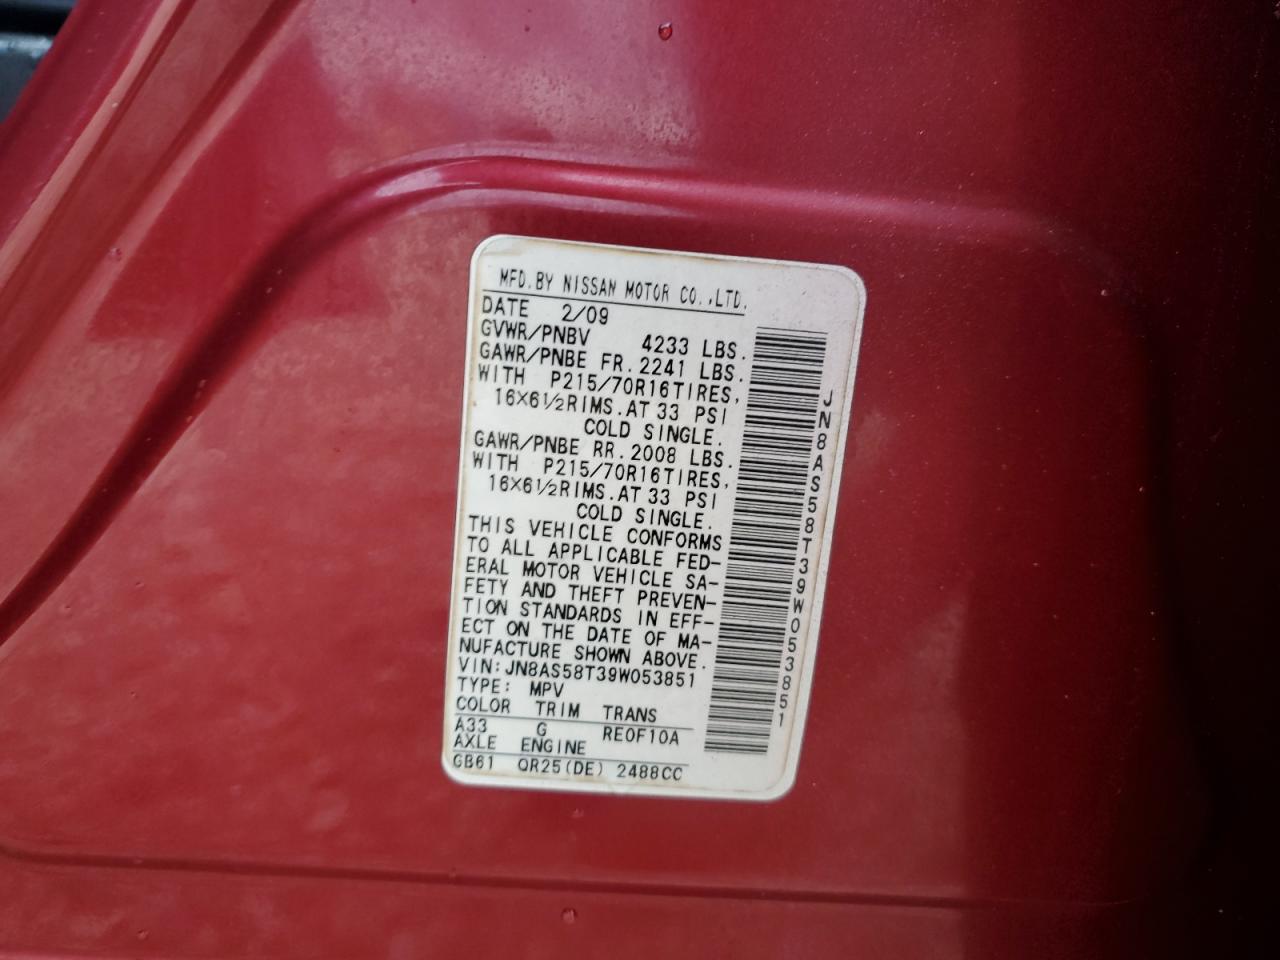 MFD.BY NISSAN MOTOR CO.,LTD.
DATE 2/09
GVWR/PNBV 4233 LBS.
GAWR/PNBE FR.2241 LBS.
WITH P215/70R16TIRES,
16X6½RIMS.AT 33 PSI
COLD SINGLE.
GAWR/PNBE RR.2008 LBS.
WITH P215/70R16TIRES,
16X6½RIMS.AT 33 PSI
COLD SINGLE.
THIS VEHICLE CONFORMS
TO ALL APPLICABLE FED-
ERAL MOTOR VEHICLE SA-
FETY AND THEFT PREVEN-
TION STANDARDS IN EFF-
ECT ON THE DATE OF MA-
NUFACTURE SHOWN ABOVE.
VIN:JN8AS58T39W053851
TYPE: MPV
COLOR TRIM TRANS
A33 G RE0F10A
AXLE ENGINE
GB61 QR25(DE) 2488CC
JN8AS58T39W053851